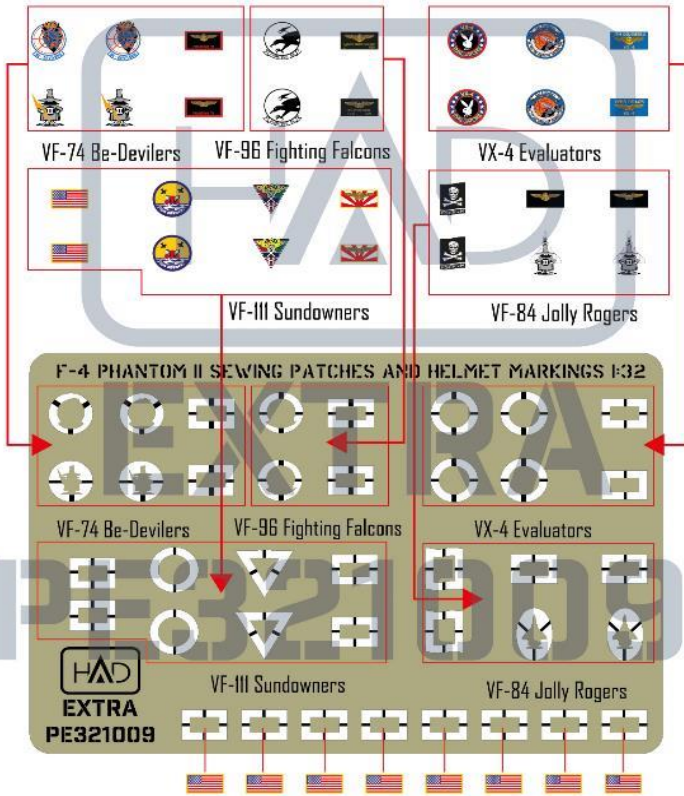 VF-74 Be-Devilers
VF-96 Fighting Falcons
VX-4 Evaluators
VF-111 Sundowners
VF-84 Jolly Rogers
HAD
F-4 PHANTOM II SEWING PATCHES AND HELMET MARKINGS 1:32
EXTRA
VF-74 Be-Devilers
VF-96 Fighting Falcons
VX-4 Evaluators
PE321009
VF-111 Sundowners
VF-84 Jolly Rogers
HAD
EXTRA
PE321009